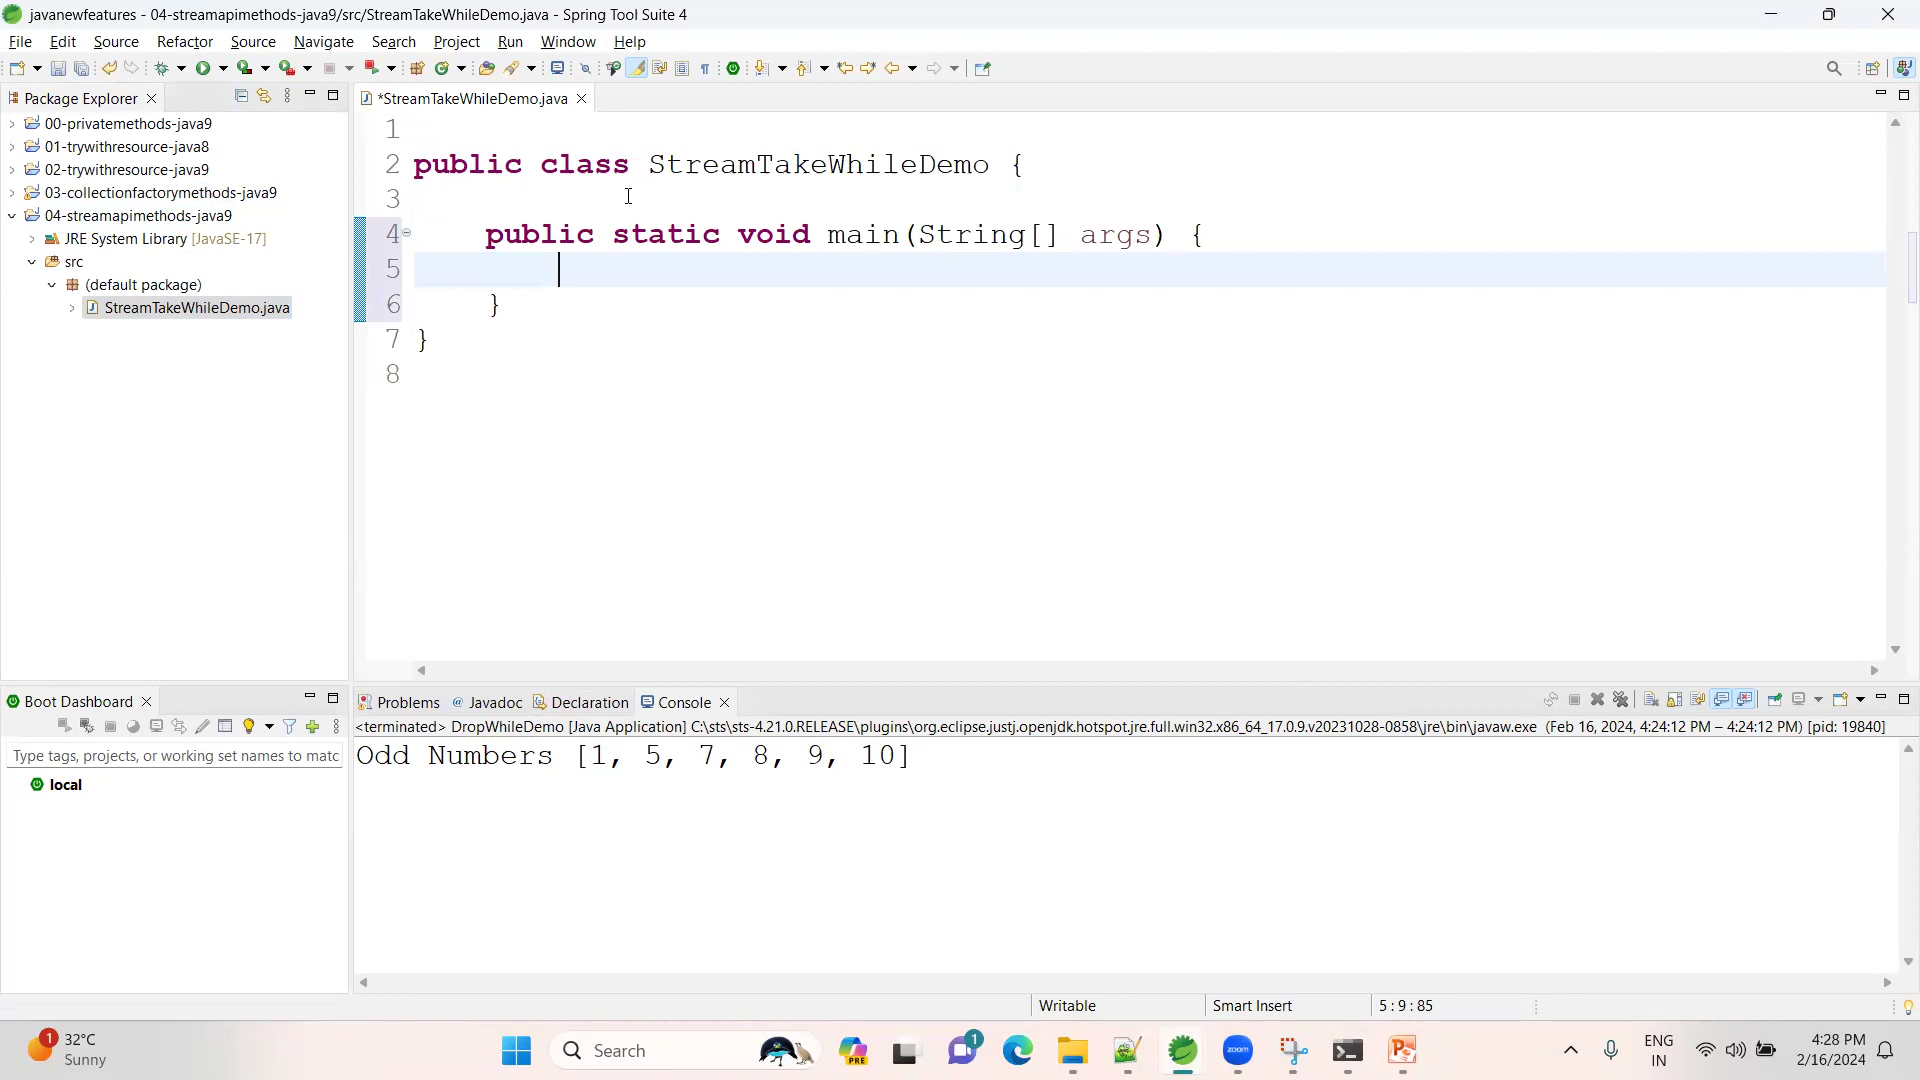 javanewfeatures - 04-streamapimethods-java9/src/StreamTakeWhileDemo.java - Spring Tool Suite 4
File Edit Source Refactor Source Navigate Search Project Run Window Help
Package Explorer
00-privatemethods-java9
01-trywithresource-java8
02-trywithresource-java9
03-collectionfactorymethods-java9
04-streamapimethods-java9
JRE System Library [JavaSE-17]
src
(default package)
StreamTakeWhileDemo.java
*StreamTakeWhileDemo.java
1
2 public class StreamTakeWhileDemo {
3
4 public static void main(String[] args) {
5
6 }
7 }
8
Boot Dashboard
Type tags, projects, or working set names to matc
local
Problems @ Javadoc Declaration Console
<terminated> DropWhileDemo [Java Application] C:\sts\sts-4.21.0.RELEASE\plugins\org.eclipse.justj.openjdk.hotspot.jre.full.win32.x86_64_17.0.9.v20231028-0858\jre\bin\javaw.exe (Feb 16, 2024, 4:24:12 PM – 4:24:12 PM) [pid: 19840]
Odd Numbers [1, 5, 7, 8, 9, 10]
Writable Smart Insert 5 : 9 : 85
1
32°C
Sunny
Search
PRE
1
zoom
ENG
IN
4:28 PM
2/16/2024